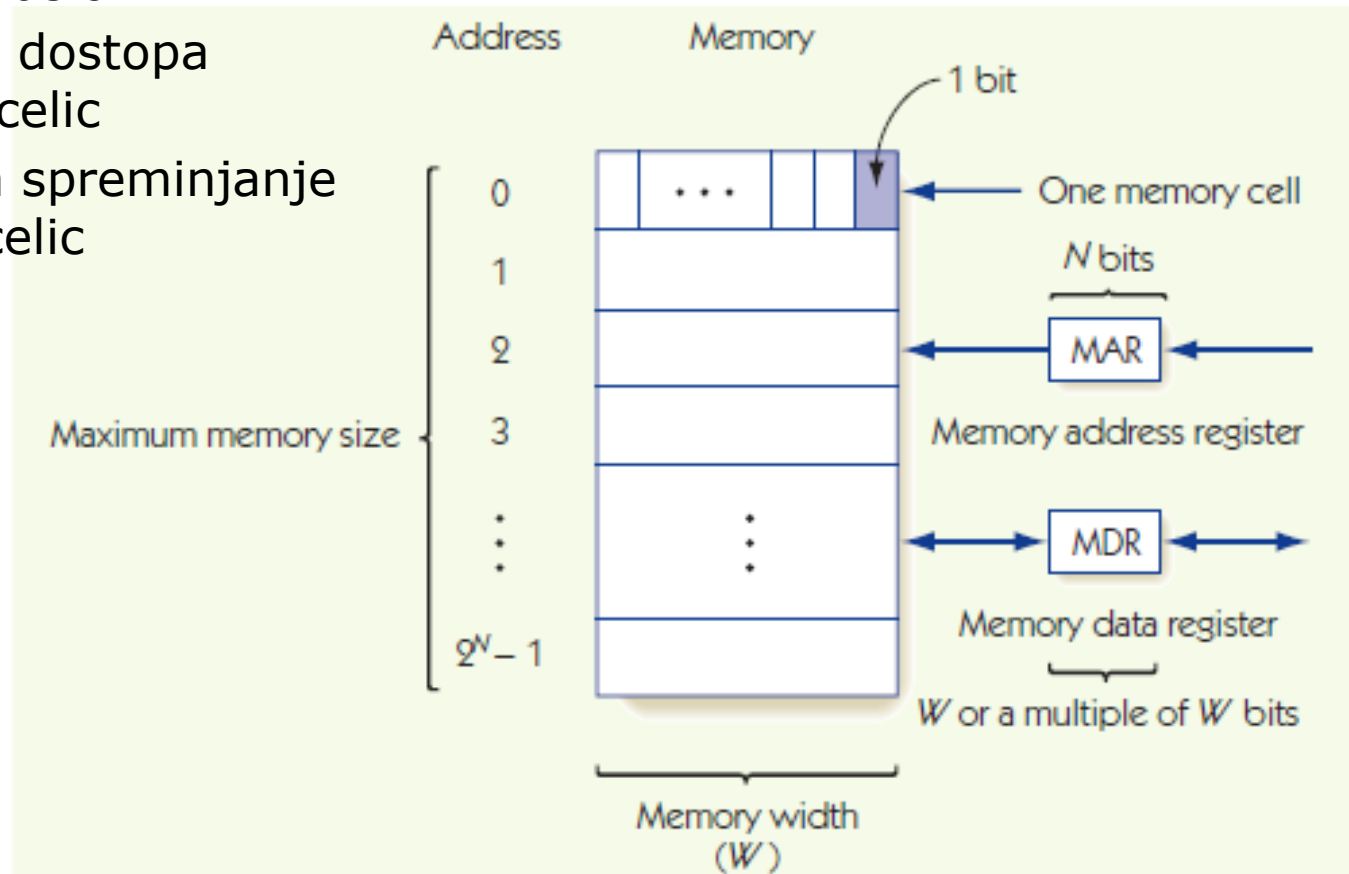 dostopa
celic
spreminjanje
celic
Address Memory
1 bit
0 • • • One memory cell
1
N bits
2 MAR
Maximum memory size 3 Memory address register
MDR
Memory data register
2ᴺ – 1
W or a multiple of W bits
Memory width
(W)